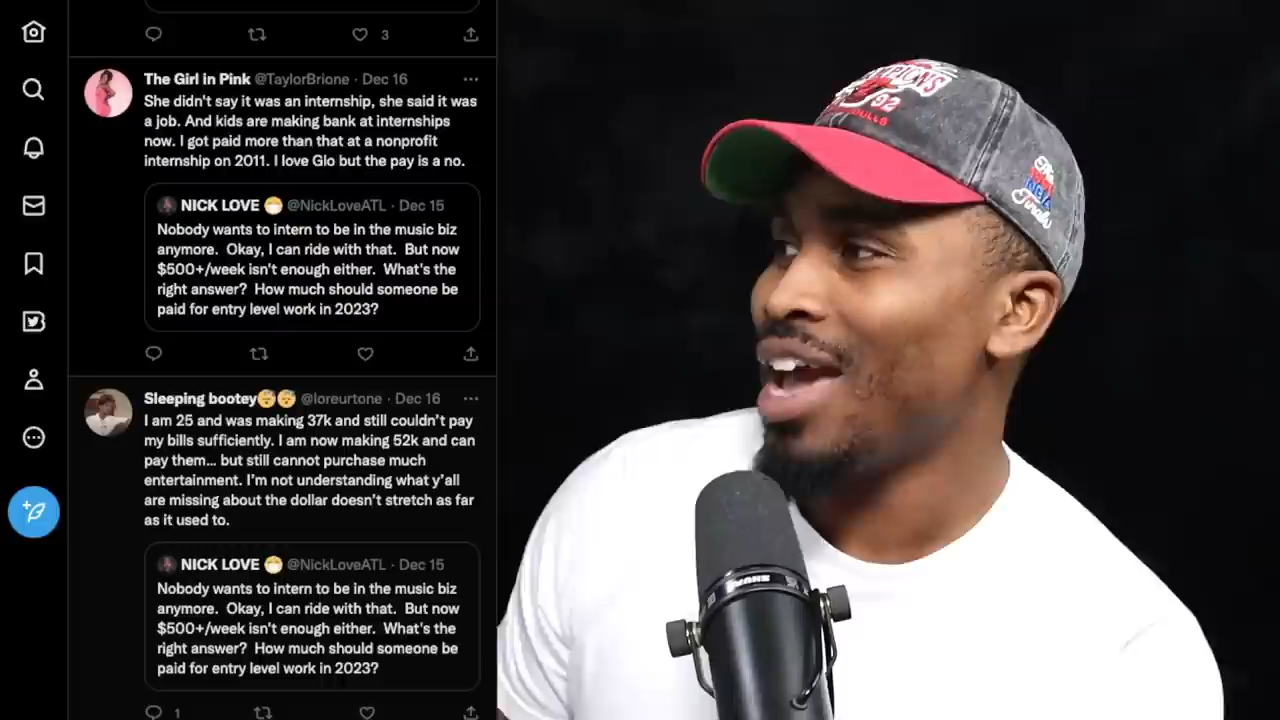 3
The Girl in Pink @TaylorBrione · Dec 16
She didn't say it was an internship, she said it was
a job. And kids are making bank at internships
now. I got paid more than that at a nonprofit
internship on 2011. I love Glo but the pay is a no.
NICK LOVE 😷 @NickLoveATL · Dec 15
Nobody wants to intern to be in the music biz
anymore. Okay, I can ride with that. But now
$500+/week isn't enough either. What's the
right answer? How much should someone be
paid for entry level work in 2023?
Sleeping bootey😴😴 @loreurtone · Dec 16
I am 25 and was making 37k and still couldn't pay
my bills sufficiently. I am now making 52k and can
pay them... but still cannot purchase much
entertainment. I'm not understanding what y'all
are missing about the dollar doesn't stretch as far
as it used to.
NICK LOVE 😷 @NickLoveATL · Dec 15
Nobody wants to intern to be in the music biz
anymore. Okay, I can ride with that. But now
$500+/week isn't enough either. What's the
right answer? How much should someone be
paid for entry level work in 2023?
1
92
NBA
Finals
SHURE